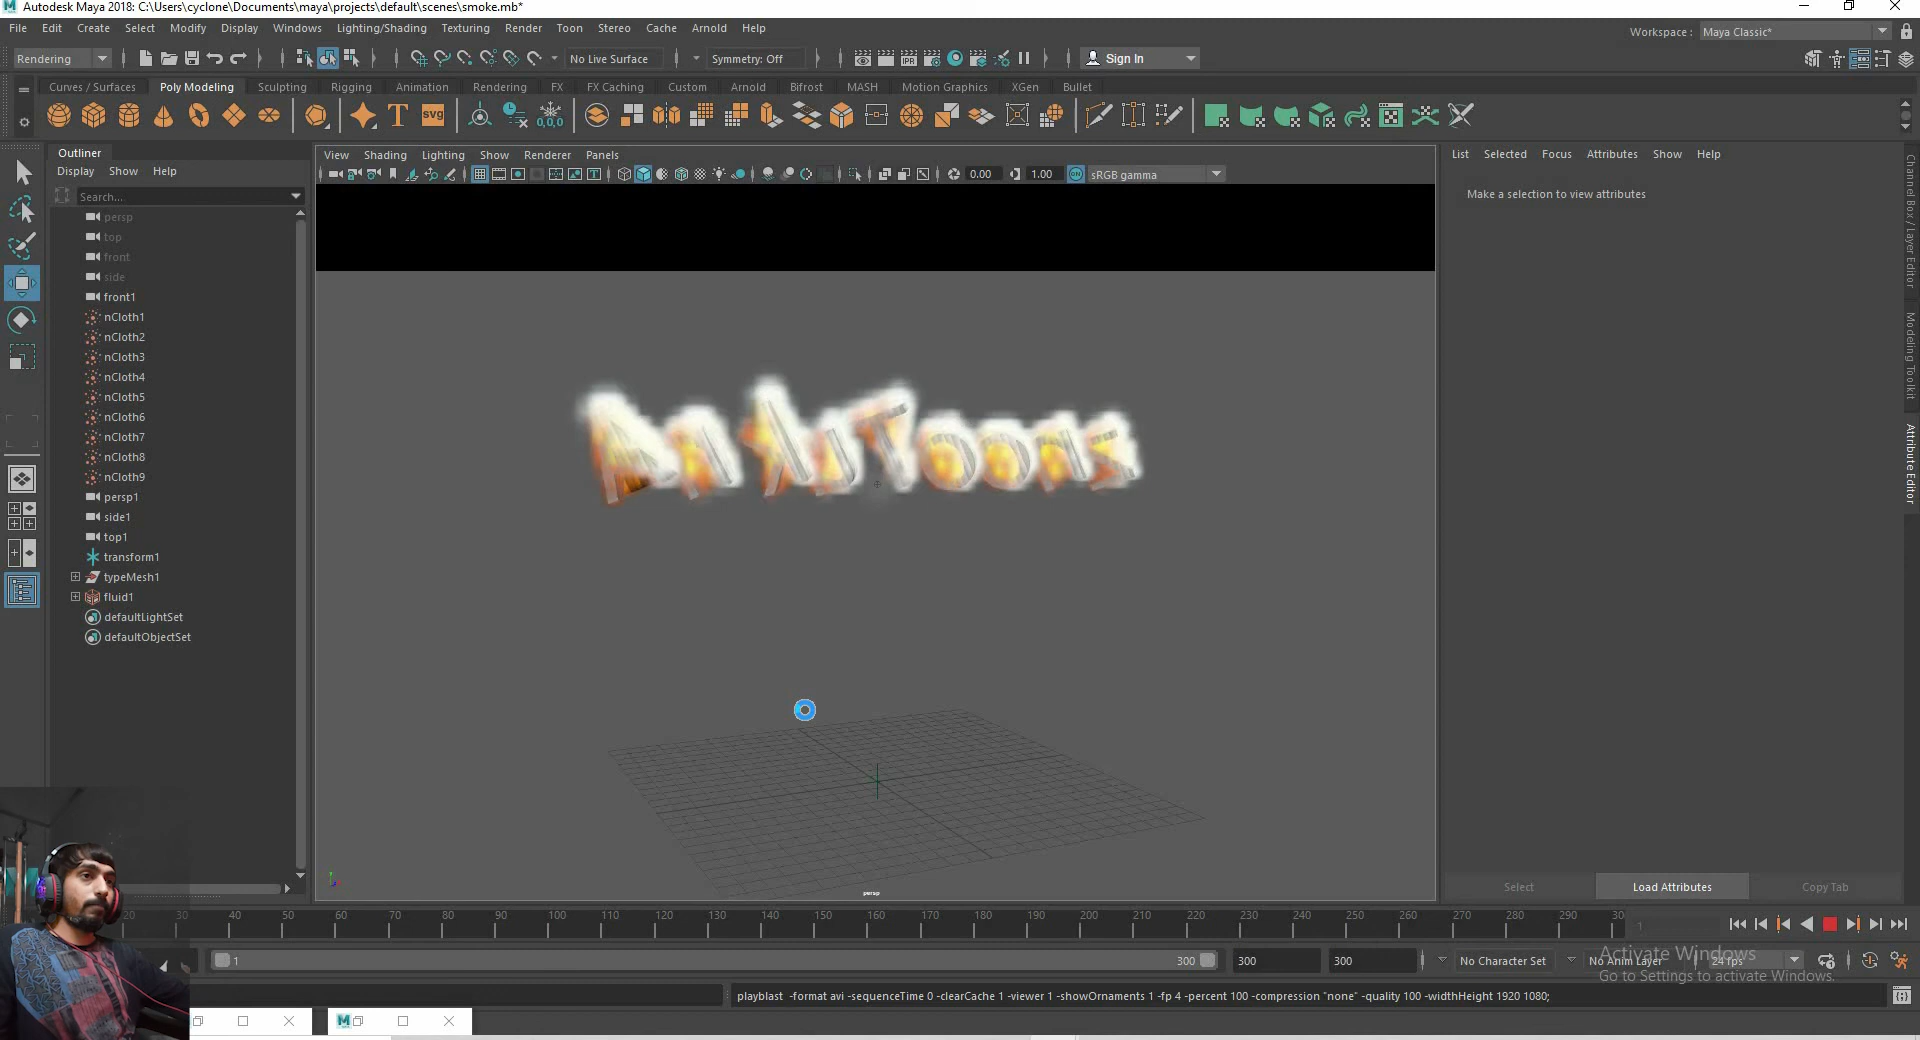 Autodesk Maya 2018: C:\Users\cyclone\Documents\maya\projects\default\scenes\smoke.mb*
File Edit Create Select Modify Display Windows Lighting/Shading Texturing Render Toon Stereo Cache Arnold Help
Workspace : Maya Classic*
Rendering No Live Surface Symmetry: Off IPR Sign In
Curves / Surfaces Poly Modeling Sculpting Rigging Animation Rendering FX FX Caching Custom Arnold Bifrost MASH Motion Graphics XGen Bullet
T SVG 0,0,0
Outliner
Display Show Help
Search...
persp
top
front
side
front1
nCloth1
nCloth2
nCloth3
nCloth4
nCloth5
nCloth6
nCloth7
nCloth8
nCloth9
persp1
side1
top1
transform1
typeMesh1
fluid1
defaultLightSet
defaultObjectSet
View Shading Lighting Show Renderer Panels
0.00 1.00 ON sRGB gamma
AniXiToons
persp
List Selected Focus Attributes Show Help
Make a selection to view attributes
Channel Box / Layer Editor
Modeling Toolkit
Attribute Editor
Select Load Attributes Copy Tab
20 30 40 50 60 70 80 90 100 110 120 130 140 150 160 170 180 190 200 210 220 230 240 250 260 270 280 290 30 1
1 300 300 300 No Character Set No Anim Layer 24 fps
Activate Windows
Go to Settings to activate Windows.
playblast -format avi -sequenceTime 0 -clearCache 1 -viewer 1 -showOrnaments 1 -fp 4 -percent 100 -compression "none" -quality 100 -widthHeight 1920 1080;